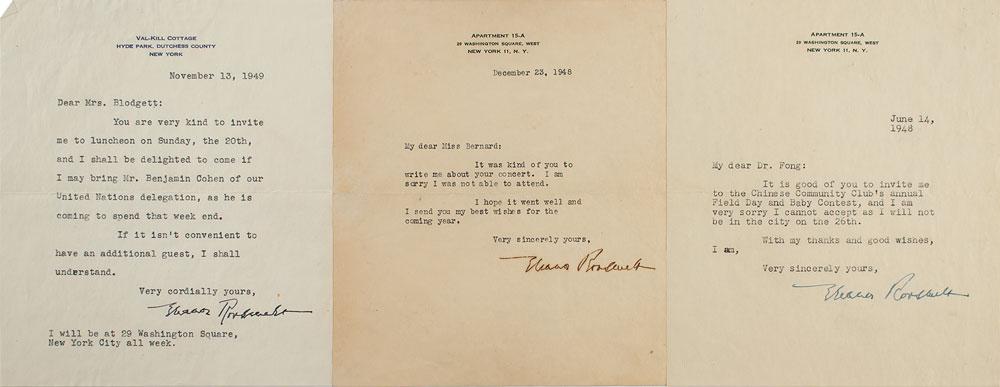 VAL-KILL COTTAGE
HYDE PARK, DUTCHESS COUNTY
NEW YORK
November 13, 1949
Dear Mrs. Blodgett:
You are very kind to invite
me to luncheon on Sunday, the 20th,
and I shall be delighted to come if
I may bring Mr. Benjamin Cohen of our
United Nations delegation, as he is
coming to spend that week end.
If it isn't convenient to
have an additional guest, I shall
understand.
Very cordially yours,
Eleanor Roosevelt
I will be at 29 Washington Square,
New York City all week.
APARTMENT 15-A
29 WASHINGTON SQUARE, WEST
NEW YORK 11, N. Y.
December 23, 1948
My dear Miss Bernard:
It was kind of you to
write me about your concert. I am
sorry I was not able to attend.
I hope it went well and
I send you my best wishes for the
coming year.
Very sincerely yours,
Eleanor Roosevelt
APARTMENT 15-A
29 WASHINGTON SQUARE, WEST
NEW YORK 11, N. Y.
June 14,
1948
My dear Dr. Fong:
It is good of you to invite me
to the Chinese Community Club's annual
Field Day and Baby Contest, and I am
very sorry I cannot accept as I will not
be in the city on the 26th.
With my thanks and good wishes,
I am,
Very sincerely yours,
Eleanor Roosevelt